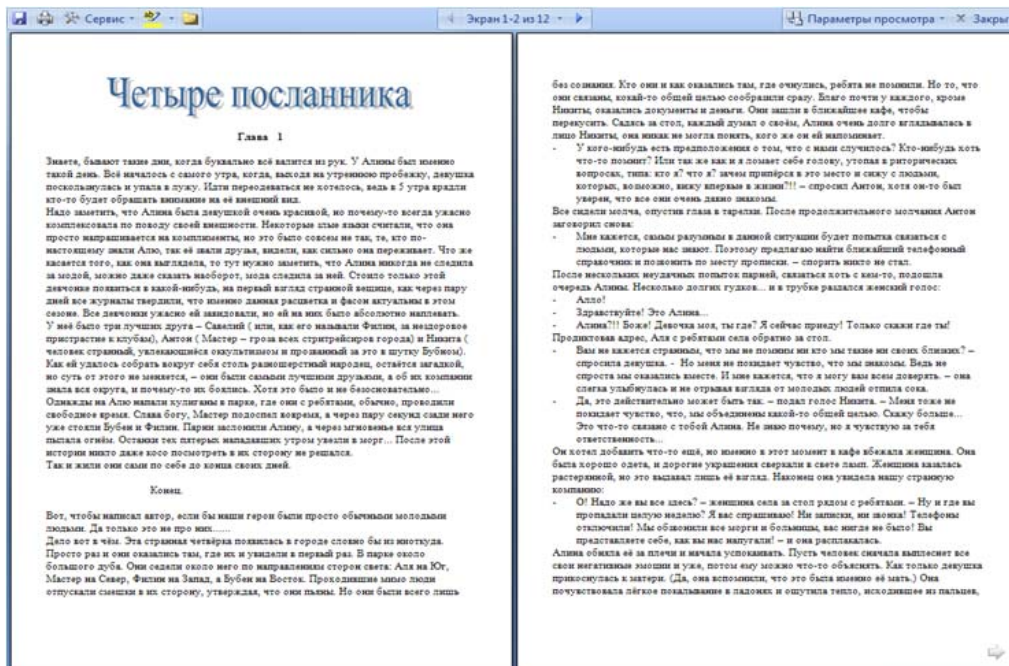 Сервис
Экран 1-2 из 12
Параметры просмотра
Закры
Четыре посланника
Глава 1
Знаете, бывают такие дни, когда буквально всё валится из рук. У Алины был именно
такой день. Всё началось с самого утра, когда, выходя на утреннюю пробежку, девушка
поскользнулась и упала в лужу. Идти переодеваться не хотелось, ведь в 5 утра врядли
кто-то будет обращать внимание на её внешний вид.
Надо заметить, что Алина была девушкой очень красивой, но почему-то всегда ужасно
комплексовала по поводу своей внешности. Некоторые злые языки считали, что она
просто напрашивается на комплименты, но это было совсем не так, те, кто по-
настоящему знали Алю, так её звали друзья, видели, как сильно она переживает. Что же
касается того, как она выглядела, то тут нужно заметить, что Алина никогда не следила
за модой, можно даже сказать наоборот, мода следила за ней. Стоило только этой
девчонке появиться в какой-нибудь, на первый взгляд странной вещице, как через пару
дней все журналы твердили, что именно данная расцветка и фасон актуальны в этом
сезоне. Все девчонки ужасно ей завидовали, но ей на них было абсолютно наплевать.
У неё было три лучших друга – Савелий ( или, как его называли Филин, за нездоровое
пристрастие к клубам), Антон ( Мастер – гроза всех стритрейсиров города) и Никита (
человек странный, увлекающийся оккультизмом и прозванный за это в шутку Бубном).
Как ей удалось собрать вокруг себя столь разношерстный народец, остаётся загадкой,
но суть от этого не меняется, – они были самыми лучшими друзьями, а об их компании
знала вся округа, и почему-то их боялись. Хотя это было и не безосновательно...
Однажды на Алю напали хулиганы в парке, где они с ребятами, обычно, проводили
свободное время. Слава богу, Мастер подоспел вовремя, а через пару секунд сзади него
уже стояли Бубен и Филин. Парни заслонили Алину, а через мгновенье вся улица
пылала огнём. Останки тех пятерых нападавших утром увезли в морг... После этой
истории никто даже косо посмотреть в их сторону не решался.
Так и жили они сами по себе до конца своих дней.
Конец.
Вот, чтобы написал автор, если бы наши герои были просто обычными молодыми
людьми. Да только это не про них......
Дело вот в чём. Эта странная четвёрка появилась в городе словно бы из ниоткуда.
Просто раз и они оказались там, где их и увидели в первый раз. В парке около
большого дуба. Они сидели около него по направлениям сторон света: Аля на Юг,
Мастер на Север, Филин на Запад, а Бубен на Восток. Проходившие мимо люди
отпускали смешки в их сторону, утверждая, что они пьяны. Но они были всего лишь
без сознания. Кто они и как оказались там, где очнулись, ребята не помнили. Но то, что
они связаны, кокай-то общей целью сообразили сразу. Благо почти у каждого, кроме
Никиты, оказались документы и деньги. Они зашли в ближайшее кафе, чтобы
перекусить. Садясь за стол, каждый думал о своём, Алина очень долго вглядывалась в
лицо Никиты, она никак не могла понять, кого же он ей напоминает.
- У кого-нибудь есть предположения о том, что с нами случилось? Кто-нибудь хоть
что-то помнит? Или так же как и я ломает себе голову, утопая в риторических
вопросах, типа: кто я? что я? зачем припёрся в это место и сижу с людьми,
которых, возможно, вижу впервые в жизни?!! – спросил Антон, хотя он-то был
уверен, что все они очень давно знакомы.
Все сидели молча, опустив глаза в тарелки. После продолжительного молчания Антон
заговорил снова:
- Мне кажется, самым разумным в данной ситуации будет попытка связаться с
людьми, которые нас знают. Поэтому предлагаю найти ближайший телефонный
справочник и позвонить по месту прописки. – спорить никто не стал.
После нескольких неудачных попыток парней, связаться хоть с кем-то, подошла
очередь Алины. Несколько долгих гудков... и в трубке раздался женский голос:
- Алло!
- Здравствуйте! Это Алина...
- Алина?!! Боже! Девочка моя, ты где? Я сейчас приеду! Только скажи где ты!
Продиктовав адрес, Аля с ребятами села обратно за стол.
- Вам не кажется странным, что мы не помним ни кто мы такие ни своих близких? –
спросила девушка. - Но меня не покидает чувство, что мы знакомы. Ведь не
спроста мы оказались вместе. И мне кажется, что я могу вам всем доверять. – она
слегка улыбнулась и не отрывая взгляда от молодых людей отпила сока.
- Да, это действительно может быть так. – подал голос Никита. – Меня тоже не
покидает чувство, что, мы объединены какой-то общей целью. Скажу больше...
Это что-то связано с тобой Алина. Не знаю почему, но я чувствую за тебя
ответственность...
Он хотел добавить что-то ещё, но именно в этот момент в кафе вбежала женщина. Она
была хорошо одета, и дорогие украшения сверкали в свете ламп. Женщина казалась
растерянной, но это выдавал лишь её взгляд. Наконец она увидела нашу странную
компанию:
- О! Надо же вы все здесь? – женщина села за стол рядом с ребятами. – Ну и где вы
пропадали целую неделю? Я вас спрашиваю! Ни записки, ни звонка! Телефоны
отключили! Мы обзвонили все морги и больницы, вас нигде не было! Вы
представляете себе, как вы нас напугали! – и она расплакалась.
Алина обняла её за плечи и начала успокаивать. Пусть человек сначала выплеснет все
свои негативные эмоции и уже, потом ему можно что-то объяснять. Как только девушка
прикоснулась к матери. (Да, она вспомнили, что это была именно её мать.) Она
почувствовала лёгкое покалывание в ладонях и ощутила тепло, исходившее из пальцев,